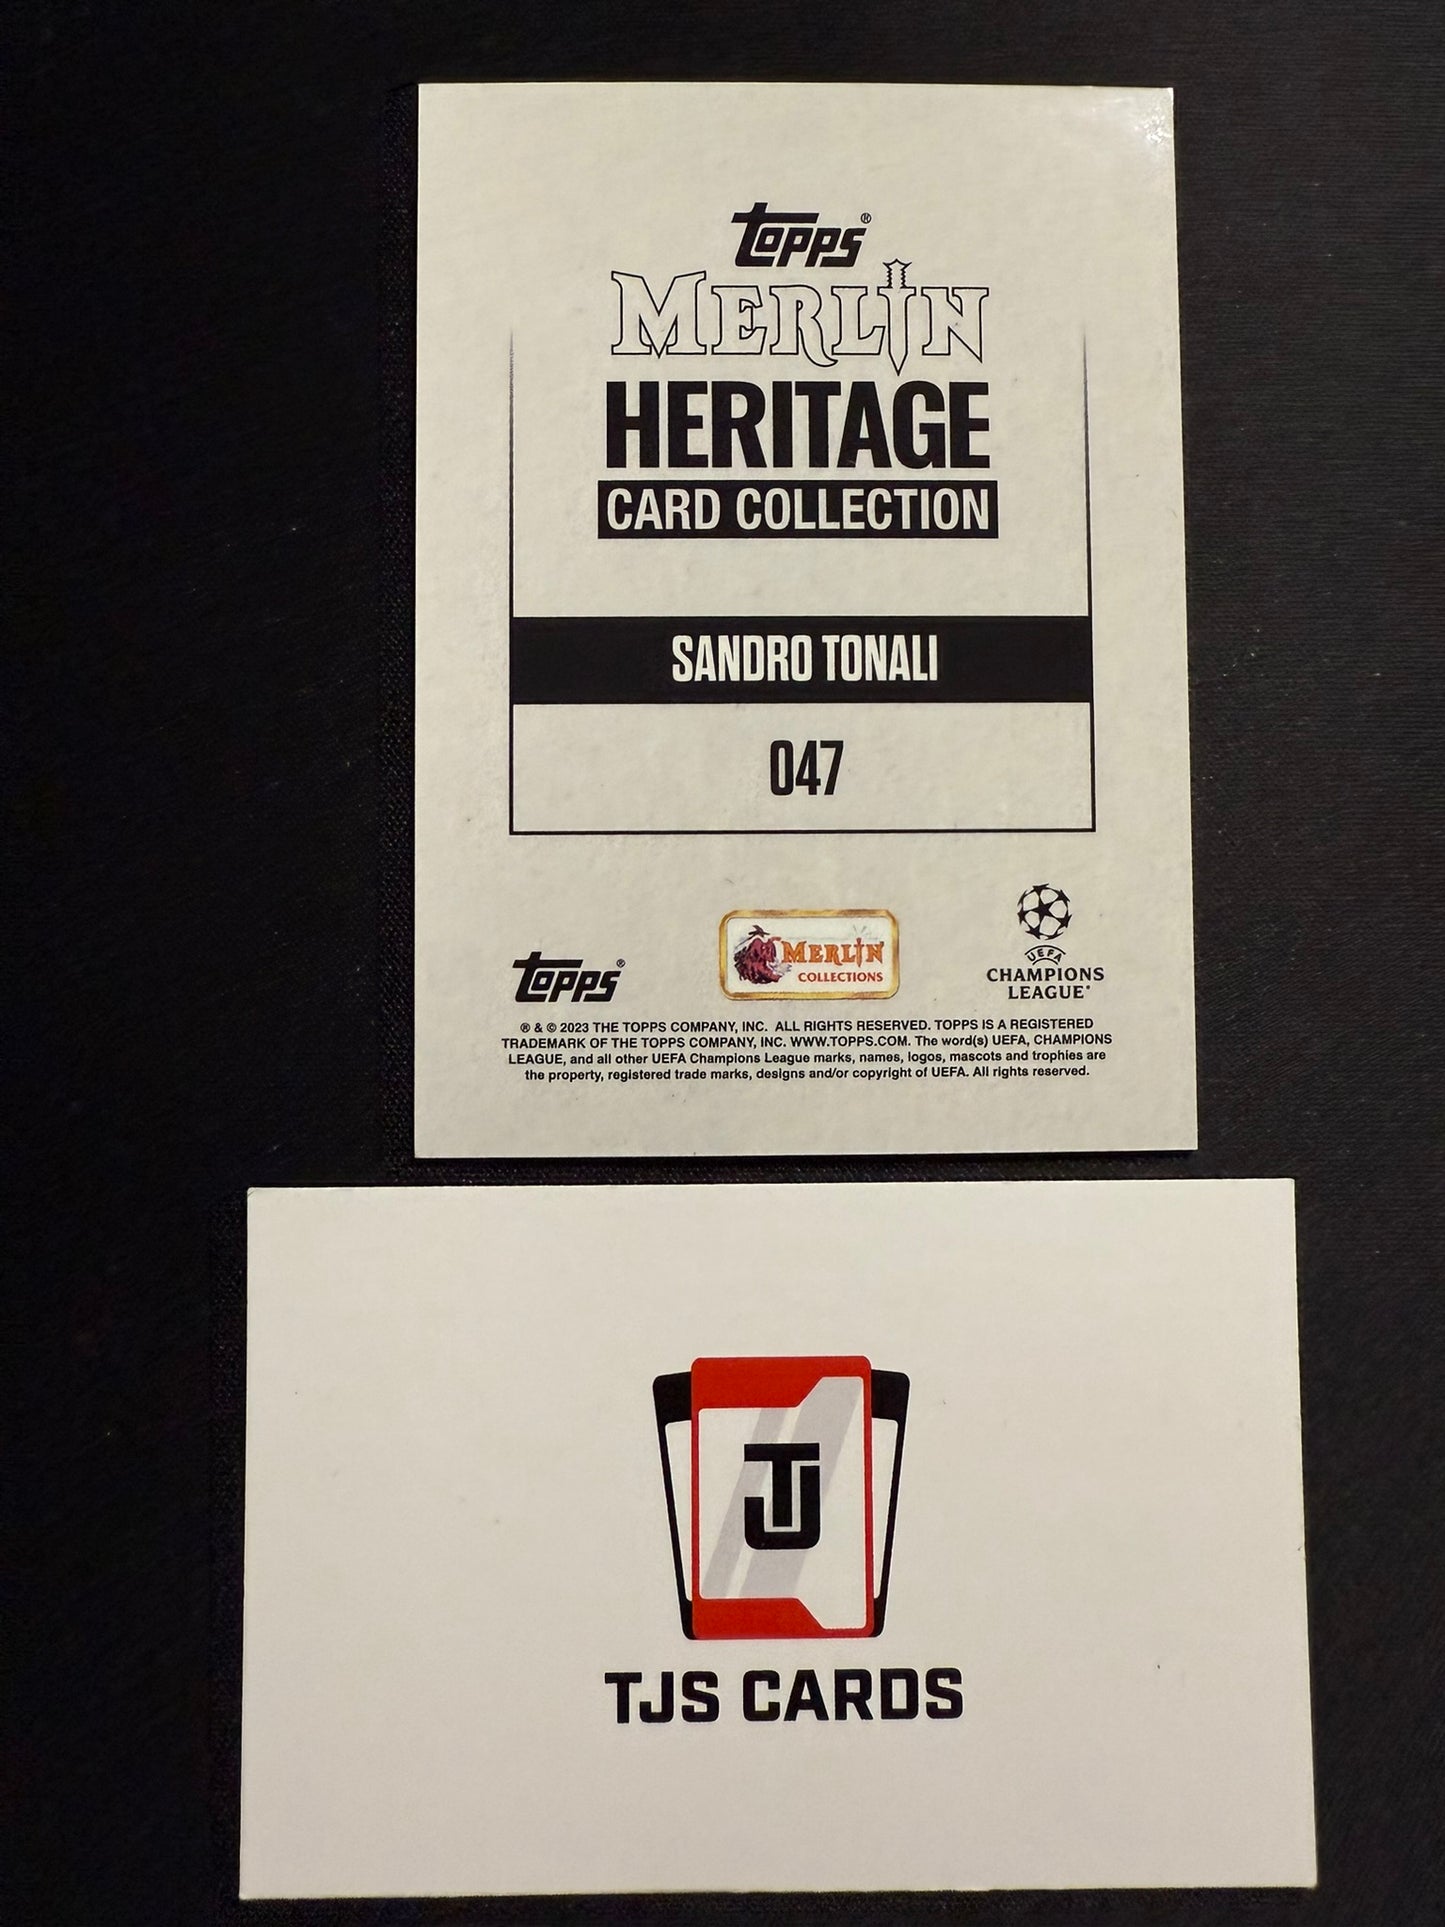 topps®
MERLIN
HERITAGE
CARD COLLECTION
SANDRO TONALI
047
topps®
MERLIN
COLLECTIONS
UEFA
CHAMPIONS
LEAGUE®
® & © 2023 THE TOPPS COMPANY, INC. ALL RIGHTS RESERVED. TOPPS IS A REGISTERED
TRADEMARK OF THE TOPPS COMPANY, INC. WWW.TOPPS.COM. The word(s) UEFA, CHAMPIONS
LEAGUE, and all other UEFA Champions League marks, names, logos, mascots and trophies are
the property, registered trade marks, designs and/or copyright of UEFA. All rights reserved.
TJ
TJS CARDS